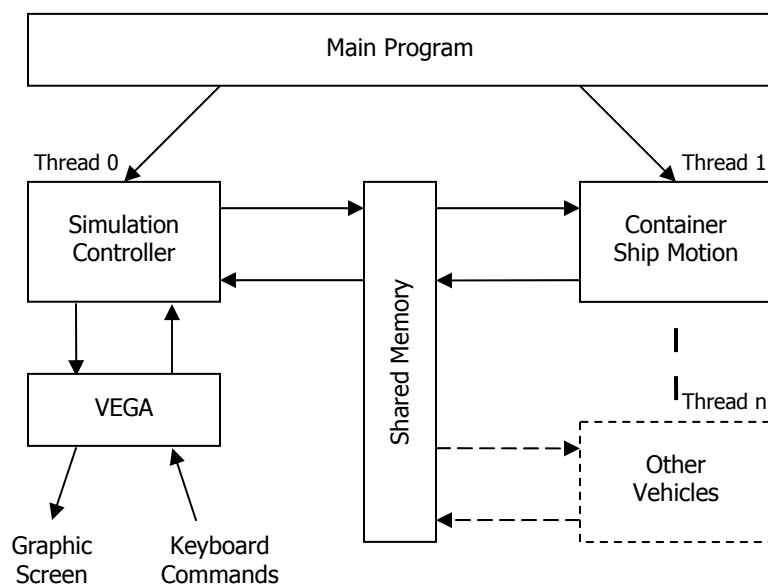 Main Program
Thread 0
Thread 1
Simulation
Controller
Container
Ship Motion
Shared Memory
VEGA
Thread n
Other
Vehicles
Graphic
Screen
Keyboard
Commands